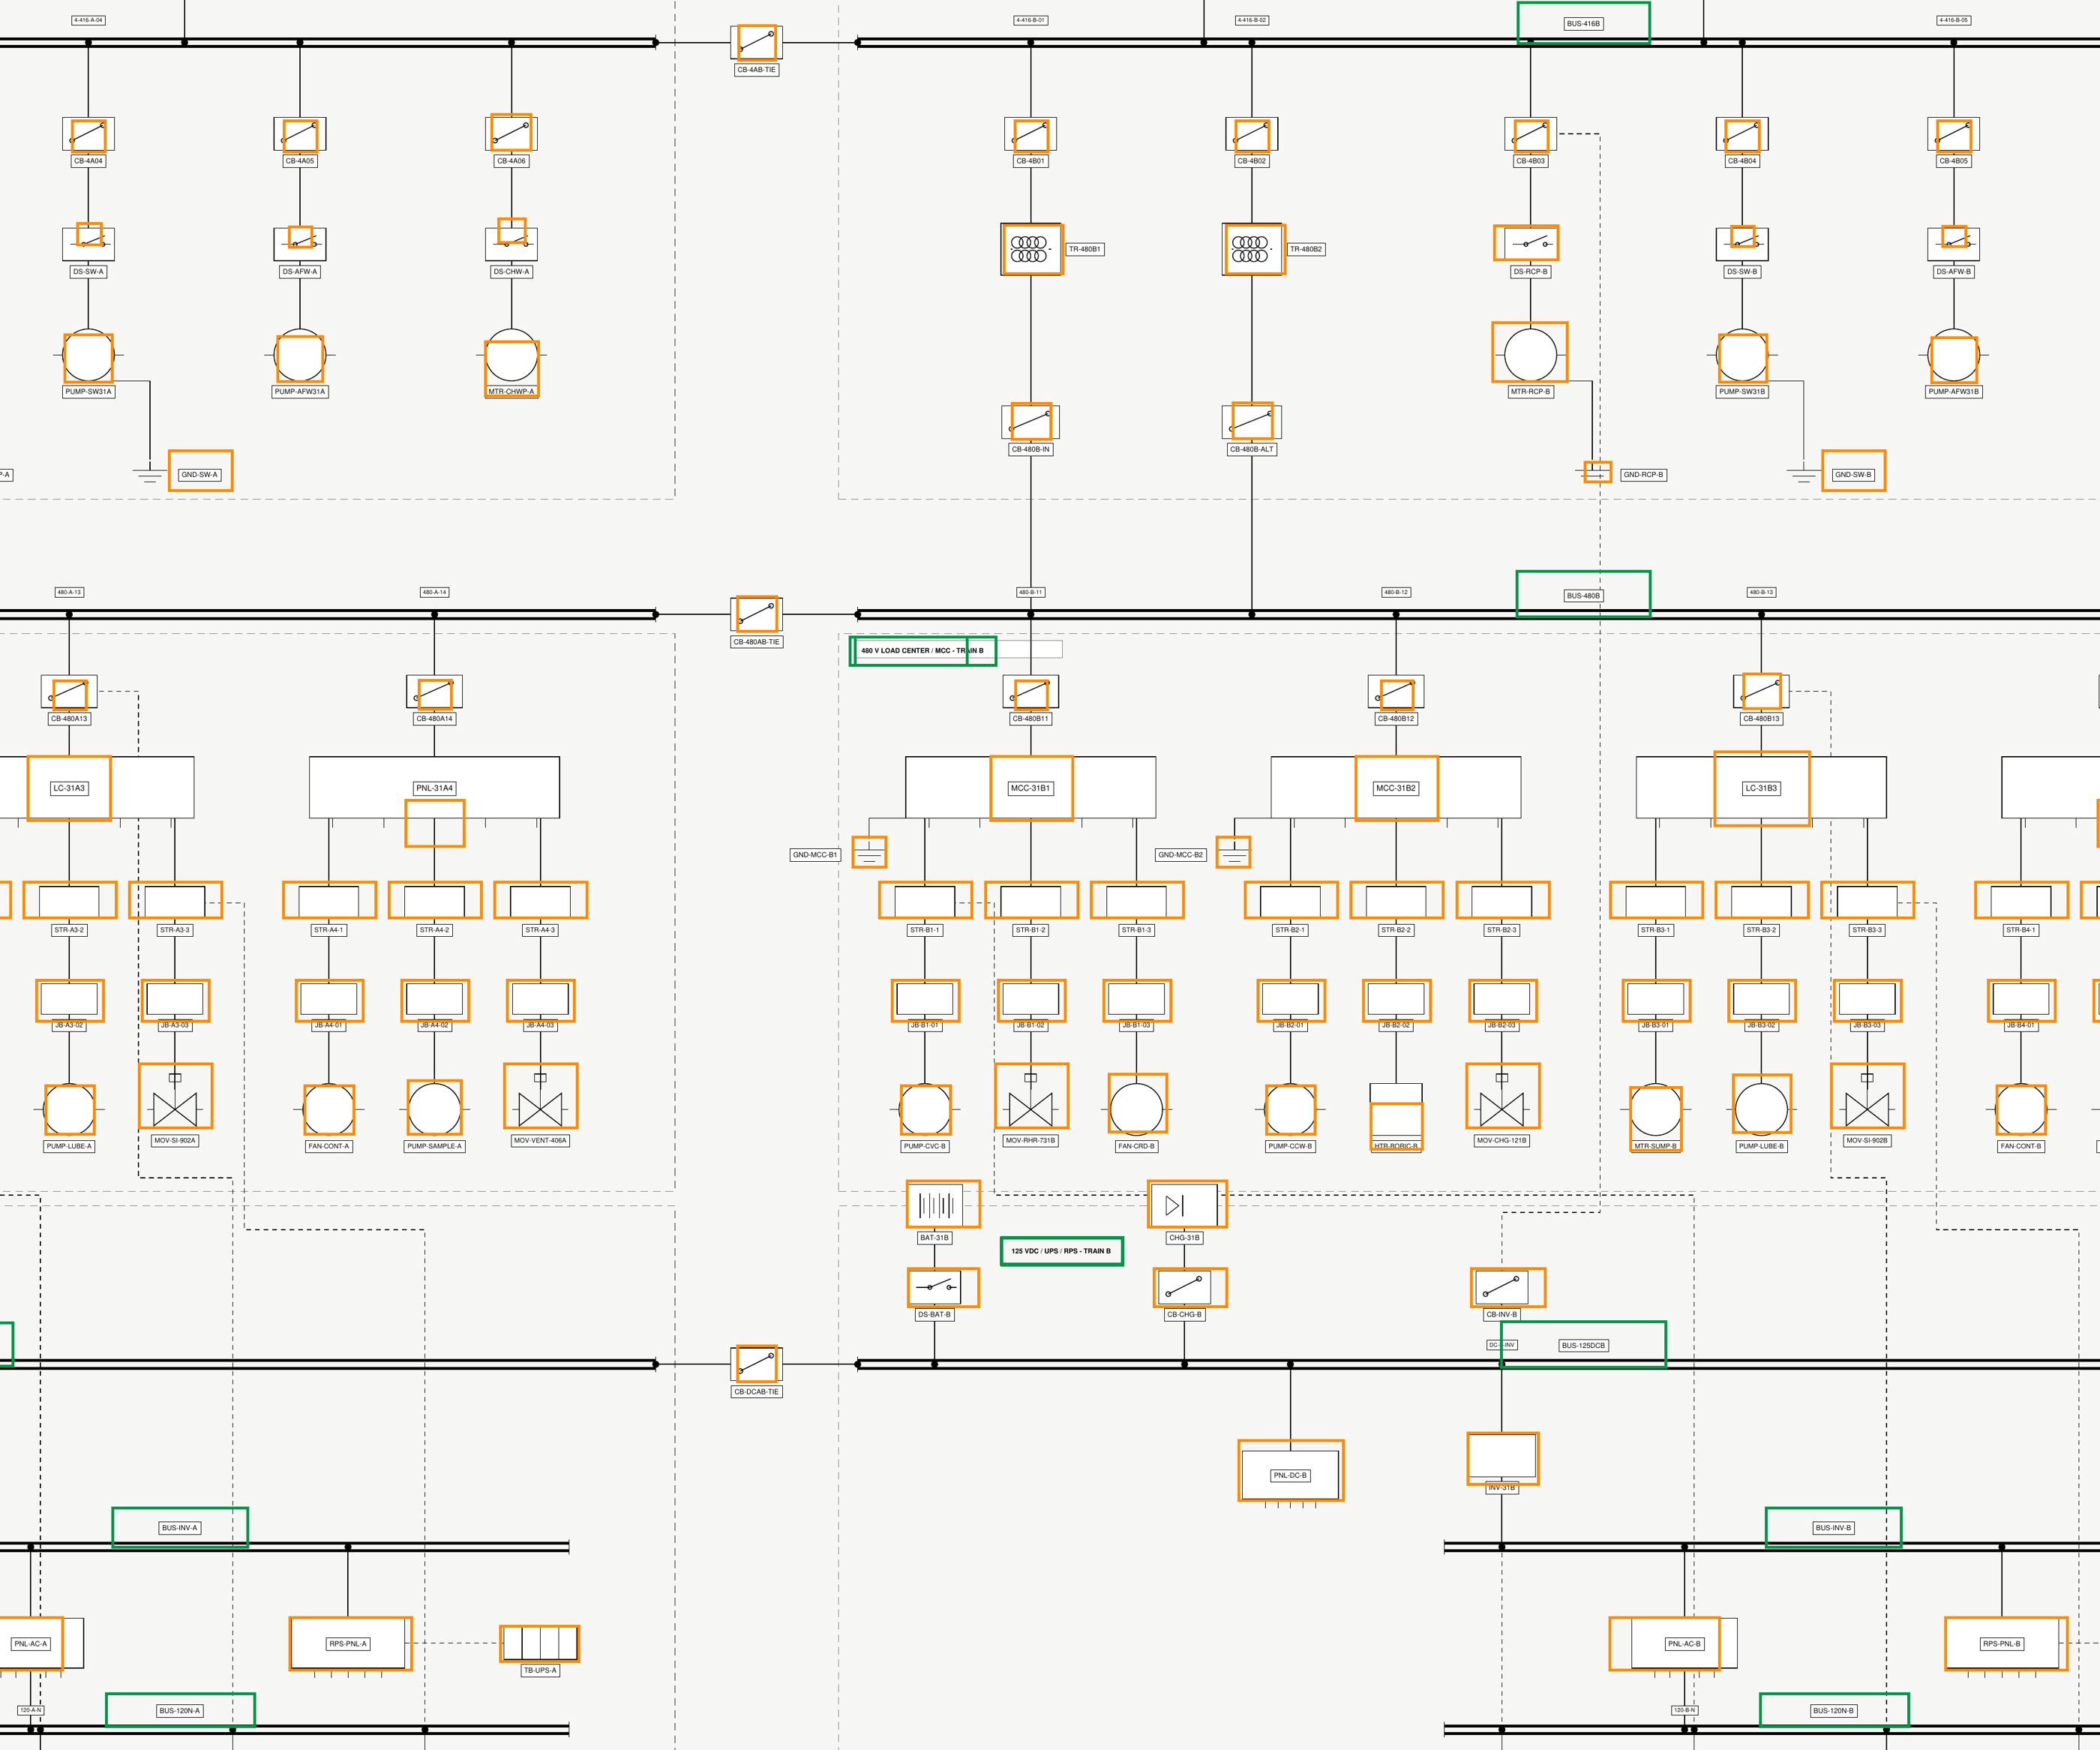 4-416-A-04
4-416-B-01
4-416-B-02
BUS-416B
4-416-B-05
CB-4AB-TIE
CB-4A04
CB-4A05
CB-4A06
CB-4B01
CB-4B02
CB-4B03
CB-4B04
CB-4B05
TR-480B1
TR-480B2
DS-SW-A
DS-AFW-A
DS-CHW-A
DS-RCP-B
DS-SW-B
DS-AFW-B
PUMP-SW31A
PUMP-AFW31A
MTR-CHWP-A
MTR-RCP-B
PUMP-SW31B
PUMP-AFW31B
CB-480B-IN
CB-480B-ALT
P-A
GND-SW-A
GND-RCP-B
GND-SW-B
480-A-13
480-A-14
480-B-11
480-B-12
BUS-480B
480-B-13
CB-480AB-TIE
480 V LOAD CENTER / MCC - TRAIN B
CB-480A13
CB-480A14
CB-480B11
CB-480B12
CB-480B13
LC-31A3
PNL-31A4
MCC-31B1
MCC-31B2
LC-31B3
GND-MCC-B1
GND-MCC-B2
STR-A3-2
STR-A3-3
STR-A4-1
STR-A4-2
STR-A4-3
STR-B1-1
STR-B1-2
STR-B1-3
STR-B2-1
STR-B2-2
STR-B2-3
STR-B3-1
STR-B3-2
STR-B3-3
STR-B4-1
JB-A3-02
JB-A3-03
JB-A4-01
JB-A4-02
JB-A4-03
JB-B1-01
JB-B1-02
JB-B1-03
JB-B2-01
JB-B2-02
JB-B2-03
JB-B3-01
JB-B3-02
JB-B3-03
JB-B4-01
PUMP-LUBE-A
MOV-SI-902A
FAN-CONT-A
PUMP-SAMPLE-A
MOV-VENT-406A
PUMP-CVC-B
MOV-RHR-731B
FAN-CRD-B
PUMP-CCW-B
HTR-BORIC-B
MOV-CHG-121B
MTR-SUMP-B
PUMP-LUBE-B
MOV-SI-902B
FAN-CONT-B
BAT-31B
CHG-31B
125 VDC / UPS / RPS - TRAIN B
DS-BAT-B
CB-CHG-B
CB-INV-B
BUS-125DCB
CB-DCAB-TIE
PNL-DC-B
INV-31B
BUS-INV-A
BUS-INV-B
PNL-AC-A
RPS-PNL-A
TB-UPS-A
PNL-AC-B
RPS-PNL-B
120-A-N
BUS-120N-A
120-B-N
BUS-120N-B